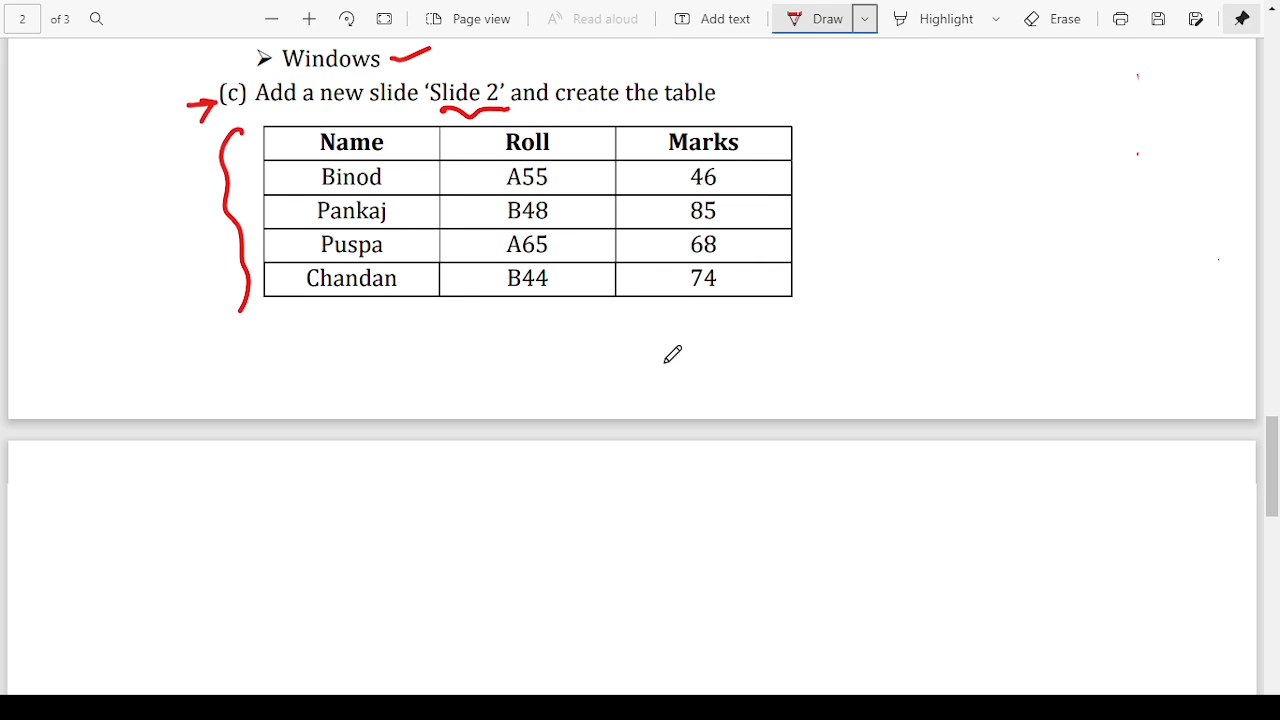 2 of 3 Page view Read aloud Add text Draw Highlight Erase
➢ Windows
(c) Add a new slide ‘Slide 2’ and create the table
Name Roll Marks
Binod A55 46
Pankaj B48 85
Puspa A65 68
Chandan B44 74